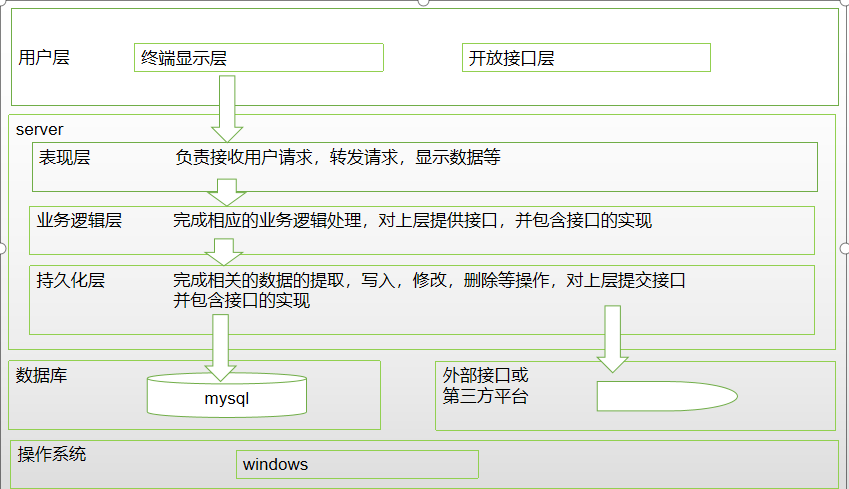 用户层
终端显示层
开放接口层
server
表现层
负责接收用户请求，转发请求，显示数据等
业务逻辑层
完成相应的业务逻辑处理，对上层提供接口，并包含接口的实现
持久化层
完成相关的数据的提取，写入，修改，删除等操作，对上层提交接口
并包含接口的实现
数据库
mysql
外部接口或
第三方平台
操作系统
windows